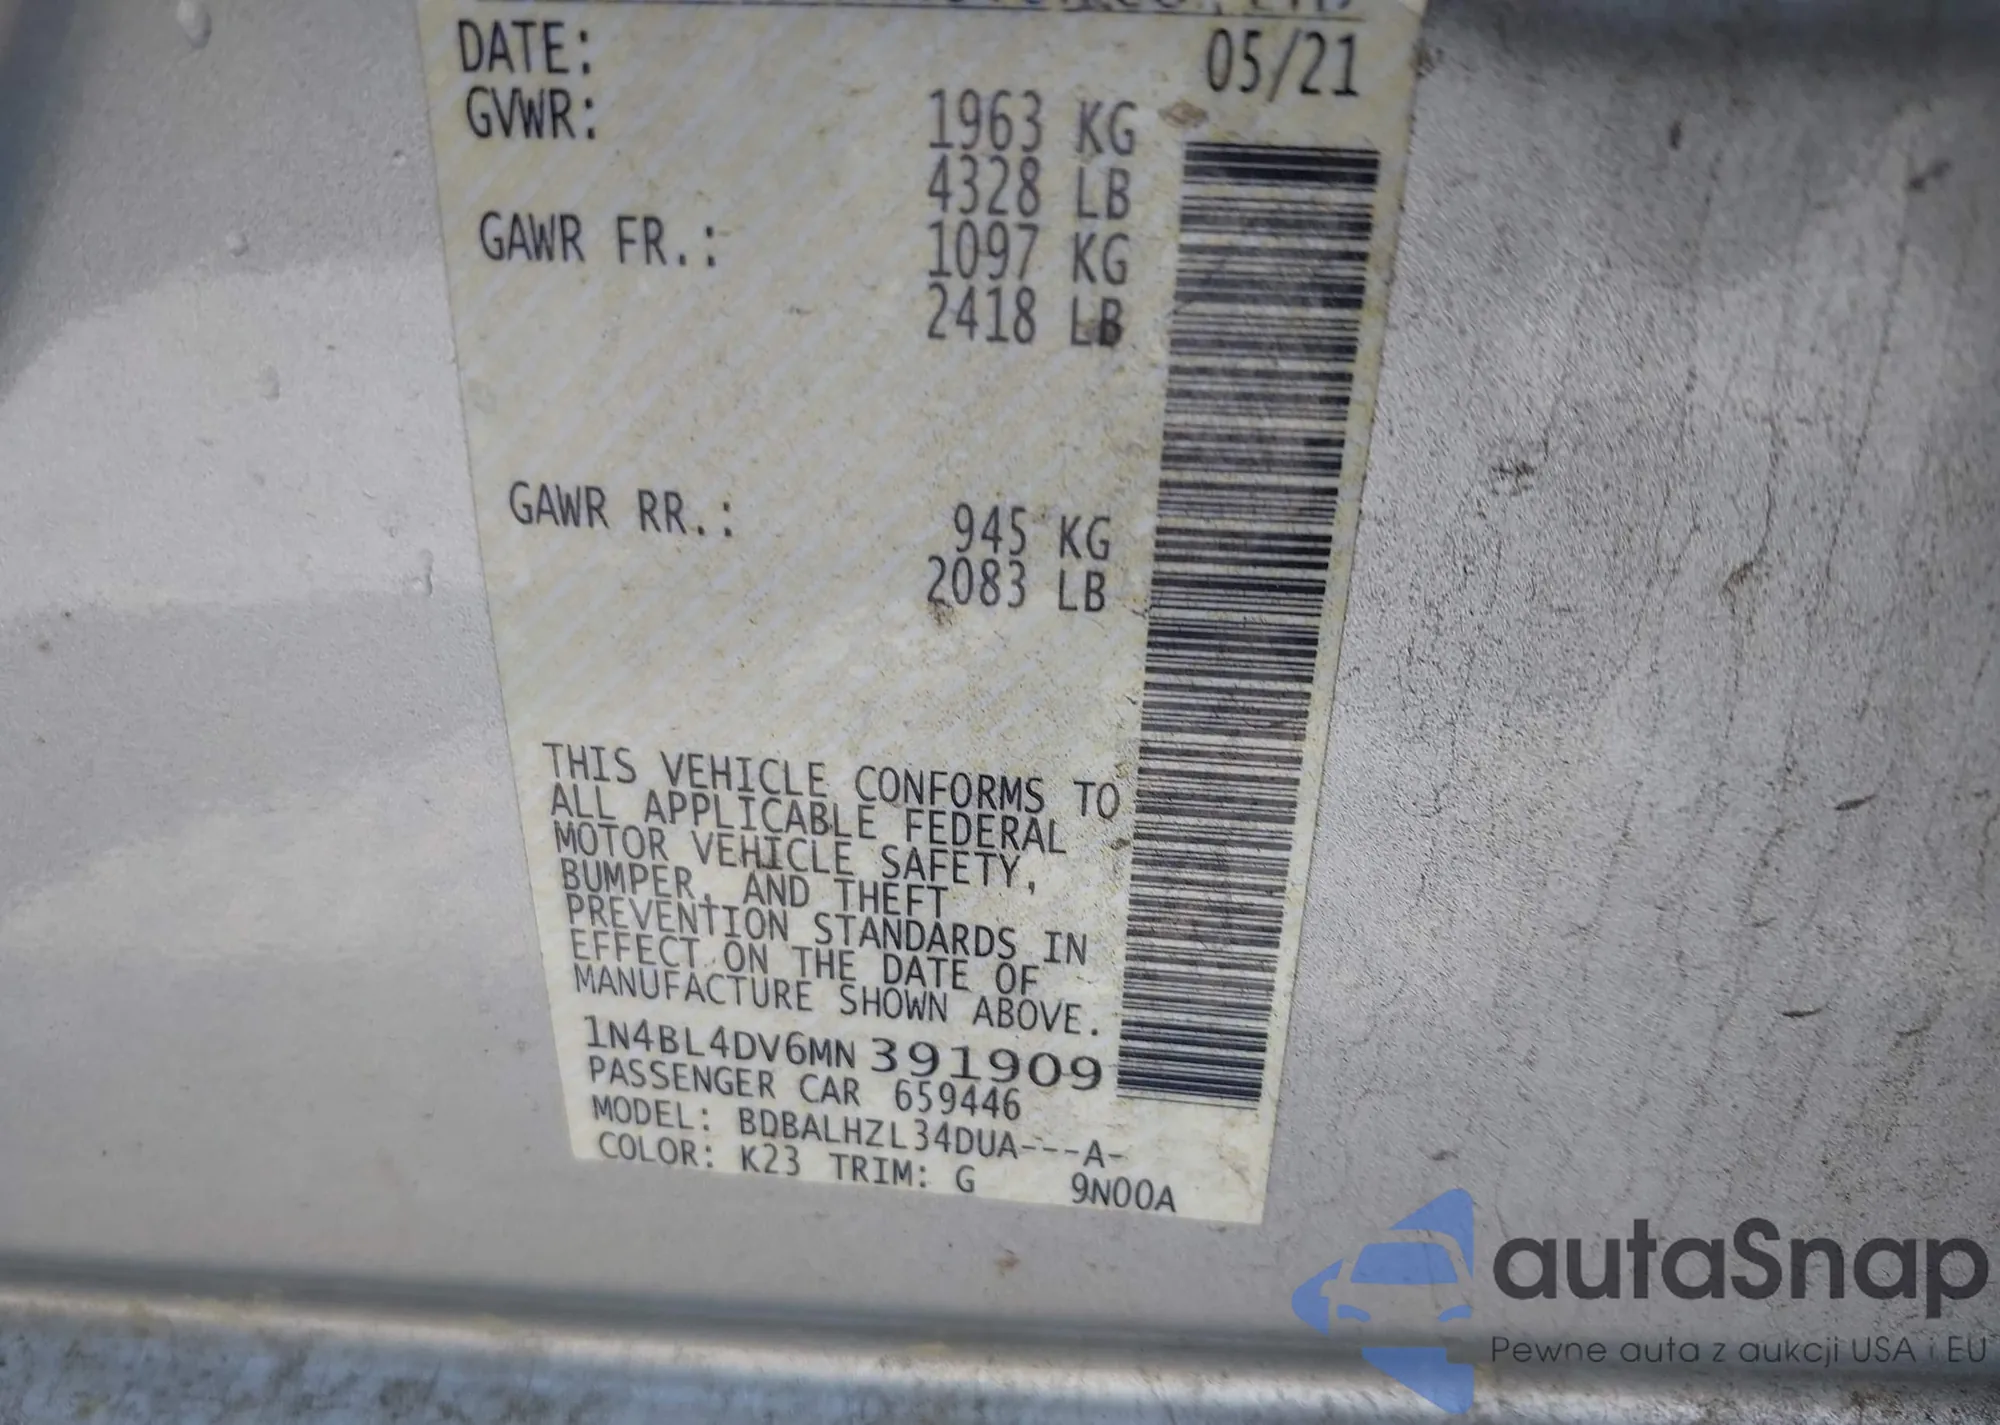 DATE: 05/21
GVWR: 1963 KG
4328 LB
GAWR FR.: 1097 KG
2418 LB
GAWR RR.: 945 KG
2083 LB
THIS VEHICLE CONFORMS TO
ALL APPLICABLE FEDERAL
MOTOR VEHICLE SAFETY,
BUMPER, AND THEFT
PREVENTION STANDARDS IN
EFFECT ON THE DATE OF
MANUFACTURE SHOWN ABOVE.
1N4BL4DV6MN391909
PASSENGER CAR 659446
MODEL: BDBALHZL34DUA---A-
COLOR: K23 TRIM: G 9N00A
autaSnap
Pewne auta z aukcji USA i EU